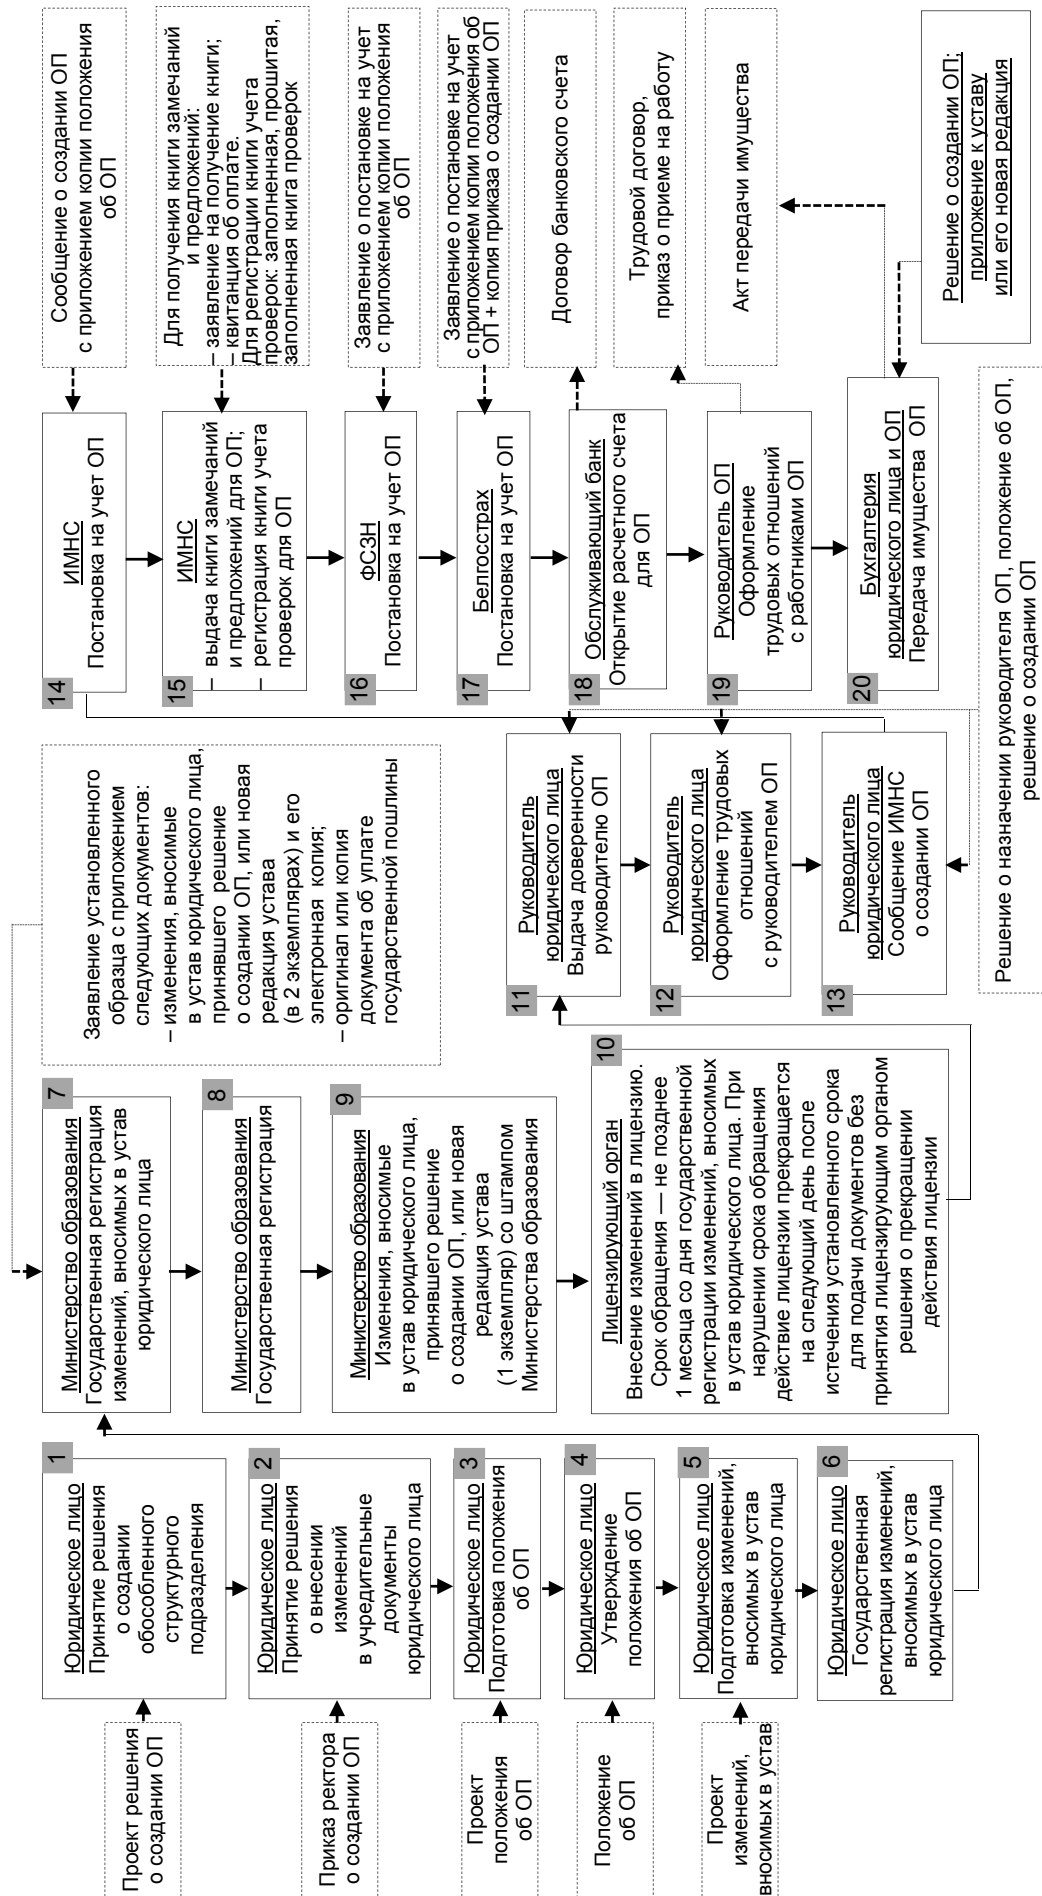 Проект решения
о создании ОП
Приказ ректора
о создании ОП
Проект
положения
об ОП
Положение
об ОП
Проект
изменений,
вносимых в устав
1
Юридическое лицо
Принятие решения
о создании
обособленного
структурного
подразделения
2
Юридическое лицо
Принятие решения
о внесении
изменений
в учредительные
документы
юридического лица
3
Юридическое лицо
Подготовка положения
об ОП
4
Юридическое лицо
Утверждение
положения об ОП
5
Юридическое лицо
Подготовка изменений,
вносимых в устав
юридического лица
6
Юридическое лицо
Государственная
регистрация изменений,
вносимых в устав
юридического лица
7
Министерство образования
Государственная регистрация
изменений, вносимых в устав
юридического лица
8
Министерство образования
Государственная регистрация
9
Министерство образования
Изменения, вносимые
в устав юридического лица,
принявшего решение
о создании ОП, или новая
редакция устава
(1 экземпляр) со штампом
Министерства образования
10
Лицензирующий орган
Внесение изменений в лицензию.
Срок обращения — не позднее
1 месяца со дня государственной
регистрации изменений, вносимых
в устав юридического лица. При
нарушении срока обращения
действие лицензии прекращается
на следующий день после
истечения установленного срока
для подачи документов без
принятия лицензирующим органом
решения о прекращении
действия лицензии
Заявление установленного
образца с приложением
следующих документов:
– изменения, вносимые
в устав юридического лица,
принявшего решение
о создании ОП, или новая
редакция устава
(в 2 экземплярах) и его
электронная копия;
– оригинал или копия
документа об уплате
государственной пошлины
11
Руководитель
юридического лица
Выдача доверенности
руководителю ОП
12
Руководитель
юридического лица
Оформление трудовых
отношений
с руководителем ОП
13
Руководитель
юридического лица
Сообщение ИМНС
о создании ОП
Решение о назначении руководителя ОП, положение об ОП,
решение о создании ОП
14
ИМНС
Постановка на учет ОП
15
ИМНС
– выдача книги замечаний
и предложений для ОП;
– регистрация книги учета
проверок для ОП
16
ФСЗН
Постановка на учет ОП
17
Белгосстрах
Постановка на учет ОП
18
Обслуживающий банк
Открытие расчетного счета
для ОП
19
Руководитель ОП
Оформление
трудовых отношений
с работниками ОП
20
Бухгалтерия
юридического лица и ОП
Передача имущества ОП
Сообщение о создании ОП
с приложением копии положения
об ОП
Для получения книги замечаний
и предложений:
– заявление на получение книги;
– квитанция об оплате.
Для регистрации книги учета
проверок: заполненная, прошитая,
заполненная книга проверок
Заявление о постановке на учет
с приложением копии положения
об ОП
Заявление о постановке на учет
с приложением копии положения об
ОП + копия приказа о создании ОП
Договор банковского счета
Трудовой договор,
приказ о приеме на работу
Акт передачи имущества
Решение о создании ОП;
приложение к уставу
или его новая редакция